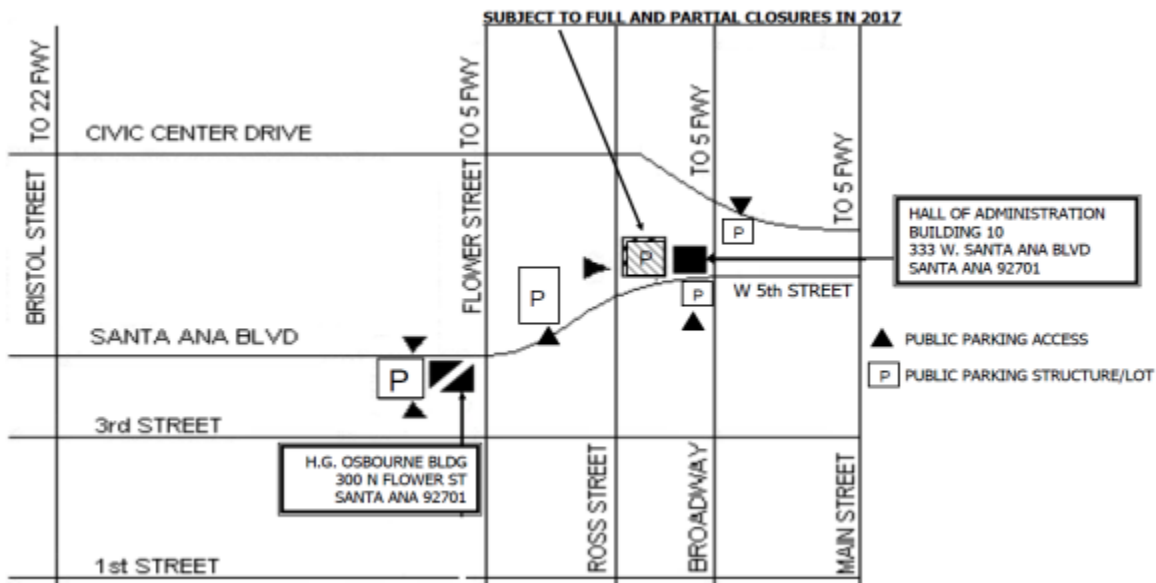 SUBJECT TO FULL AND PARTIAL CLOSURES IN 2017
TO 22 FWY
TO 5 FWY
TO 5 FWY
TO 5 FWY
CIVIC CENTER DRIVE
BRISTOL STREET
FLOWER STREET
P
P
HALL OF ADMINISTRATION
BUILDING 10
333 W. SANTA ANA BLVD
SANTA ANA 92701
P
P
W 5th STREET
SANTA ANA BLVD
PUBLIC PARKING ACCESS
P
P PUBLIC PARKING STRUCTURE/LOT
3rd STREET
H.G. OSBOURNE BLDG
300 N FLOWER ST
SANTA ANA 92701
ROSS STREET
BROADWAY
MAIN STREET
1st STREET